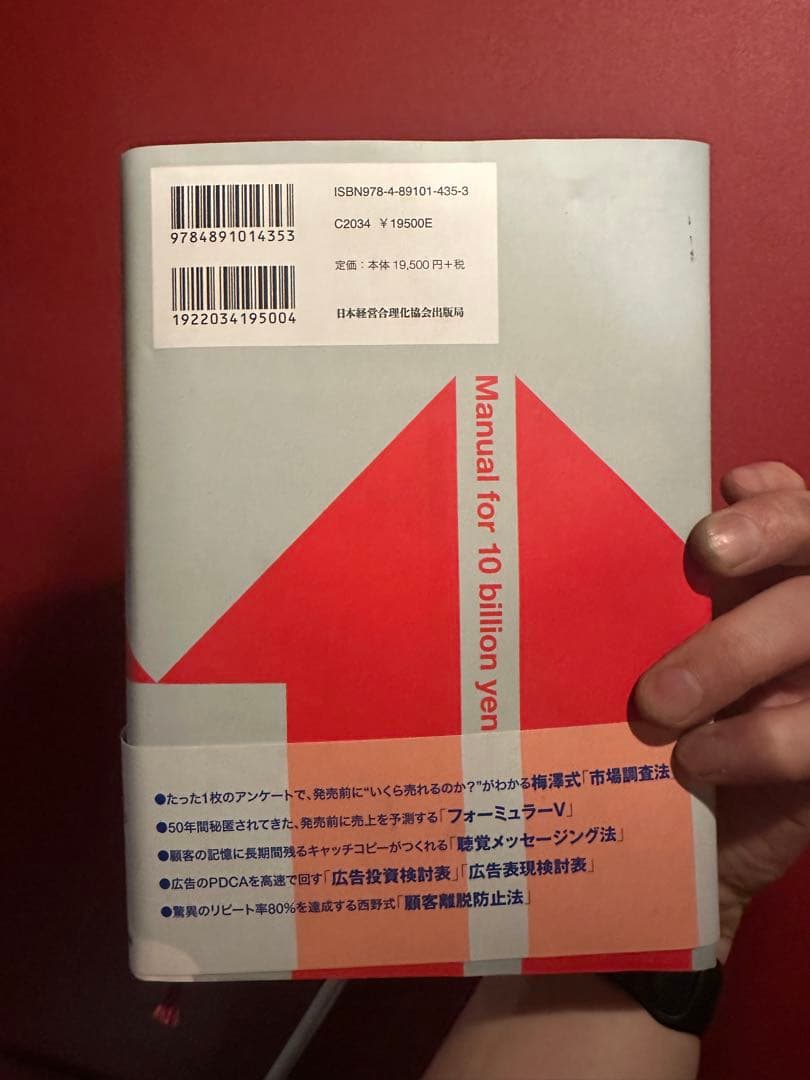 ISBN978-4-89101-435-3
C2034 ￥19500E
9784891014353
定価：本体19,500円＋税
1922034195004
日本経営合理化協会出版局
Manual for 10 billion yen
●たった1枚のアンケートで、発売前に“いくら売れるのか？”がわかる梅澤式「市場調査法
●50年間秘匿されてきた、発売前に売上を予測する「フォーミュラーV」
●顧客の記憶に長期間残るキャッチコピーがつくれる「聴覚メッセージング法」
●広告のPDCAを高速で回す「広告投資検討表」「広告表現検討表」
●驚異のリピート率80％を達成する西野式「顧客離脱防止法」